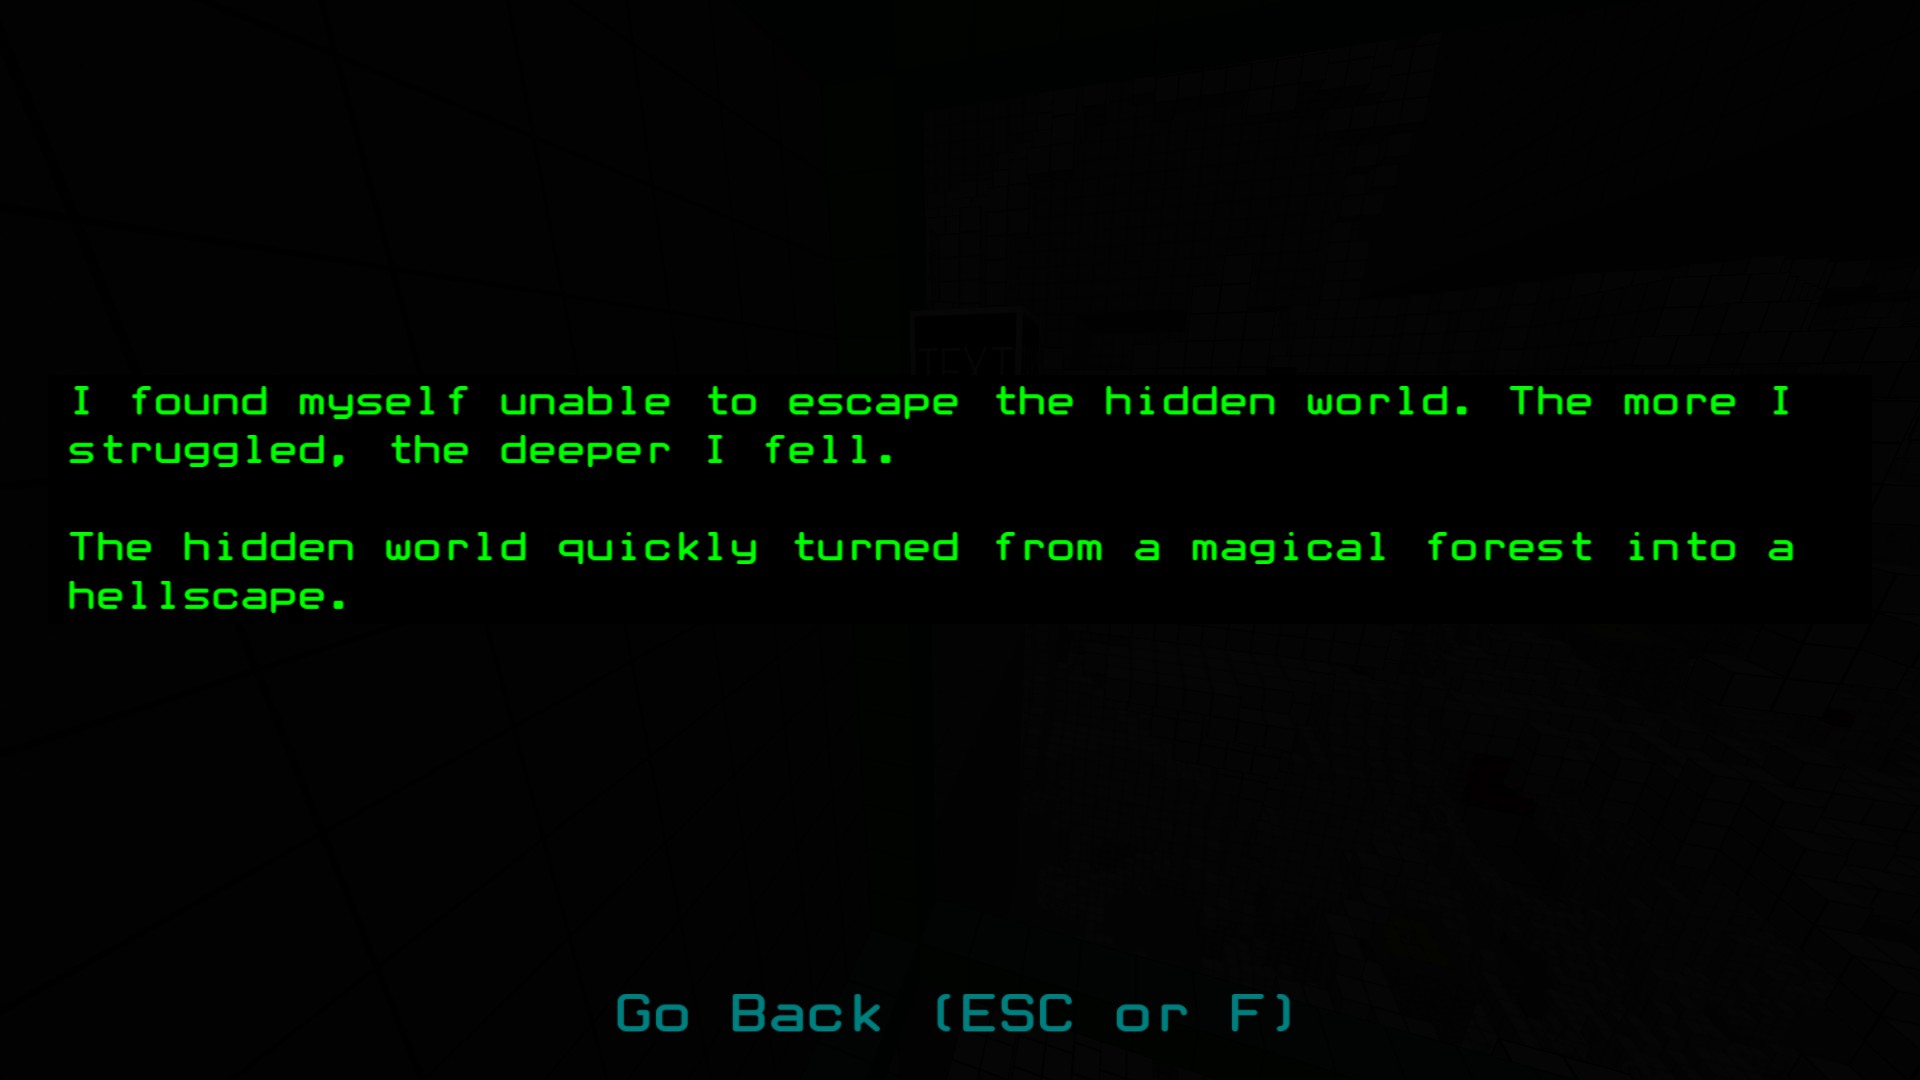 TEXT
I found myself unable to escape the hidden world. The more I
struggled, the deeper I fell.
The hidden world quickly turned from a magical forest into a
hellscape.
Go Back (ESC or F)